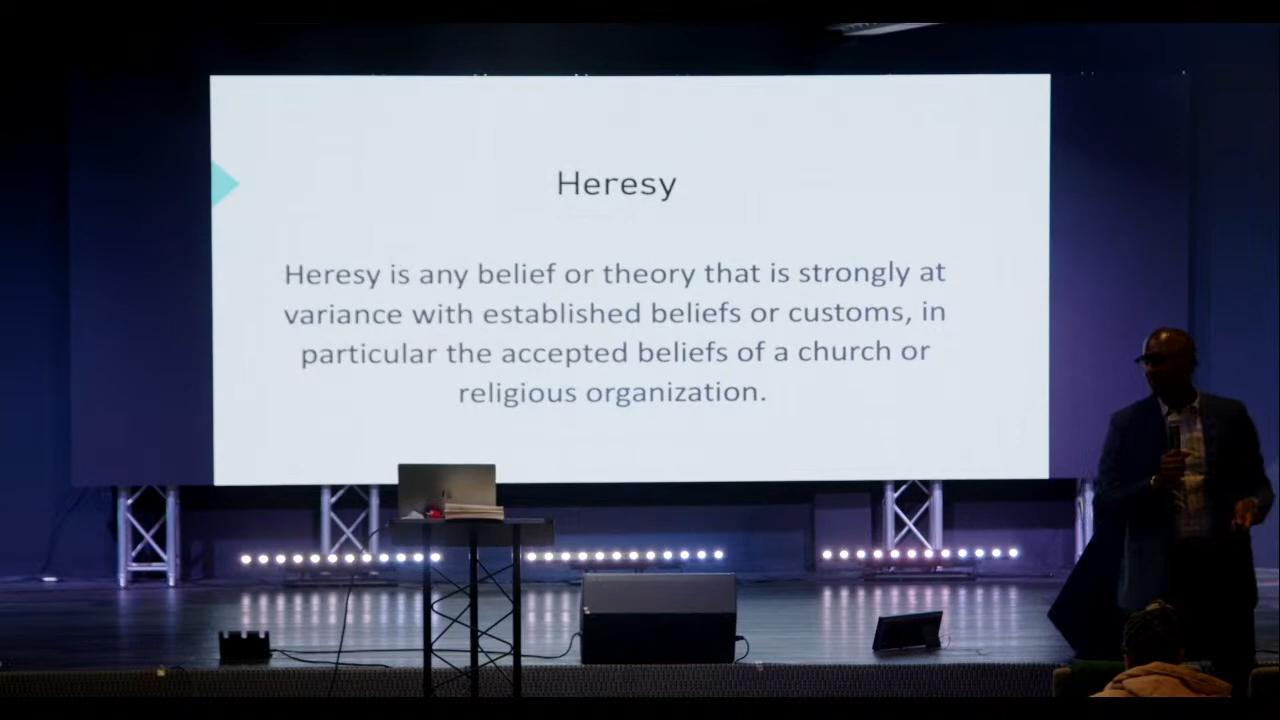 Heresy
Heresy is any belief or theory that is strongly at
variance with established beliefs or customs, in
particular the accepted beliefs of a church or
religious organization.